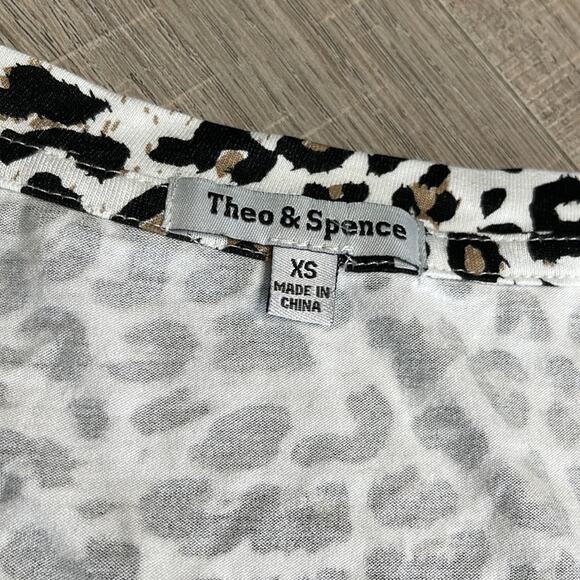 Theo & Spence
XS
MADE IN
CHINA